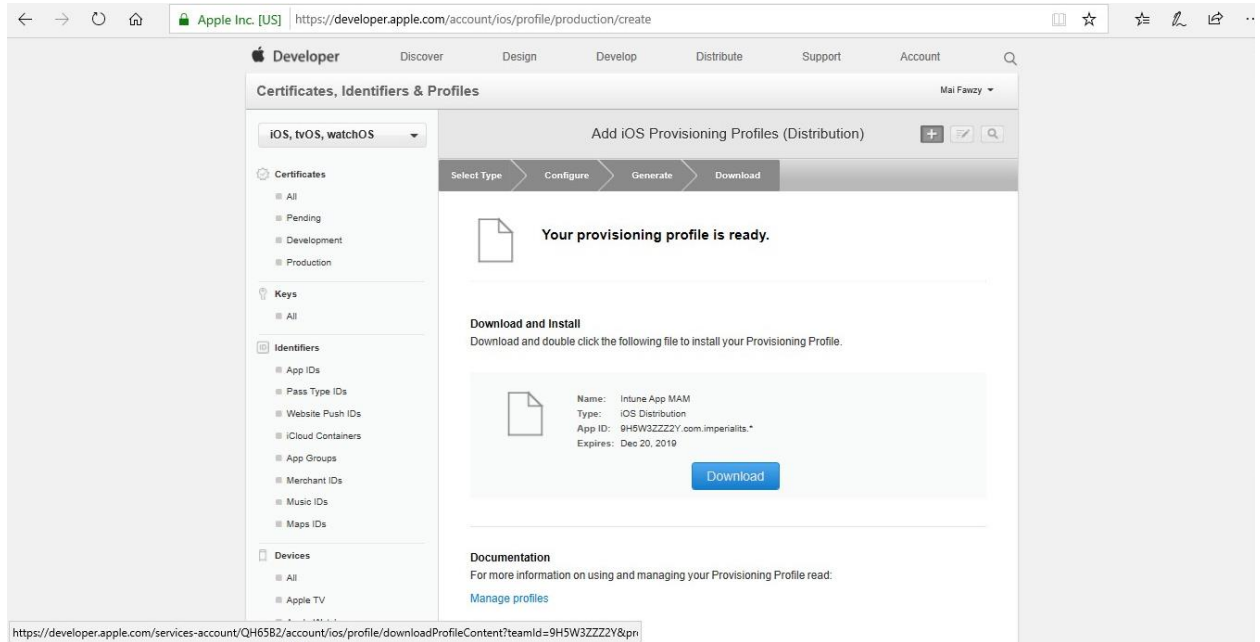 Apple Inc. [US] https://developer.apple.com/account/ios/profile/production/create
Developer Discover Design Develop Distribute Support Account
Certificates, Identifiers & Profiles Mai Fawzy
iOS, tvOS, watchOS
Add iOS Provisioning Profiles (Distribution)
Certificates
All
Pending
Development
Production
Keys
All
ID Identifiers
App IDs
Pass Type IDs
Website Push IDs
iCloud Containers
App Groups
Merchant IDs
Music IDs
Maps IDs
Devices
All
Apple TV
Select Type Configure Generate Download
Your provisioning profile is ready.
Download and Install
Download and double click the following file to install your Provisioning Profile.
Name: Intune App MAM
Type: iOS Distribution
App ID: 9H5W3ZZZ2Y.com.imperialits.*
Expires: Dec 20, 2019
Download
Documentation
For more information on using and managing your Provisioning Profile read:
Manage profiles
https://developer.apple.com/services-account/QH65B2/account/ios/profile/downloadProfileContent?teamId=9H5W3ZZZ2Y&pr